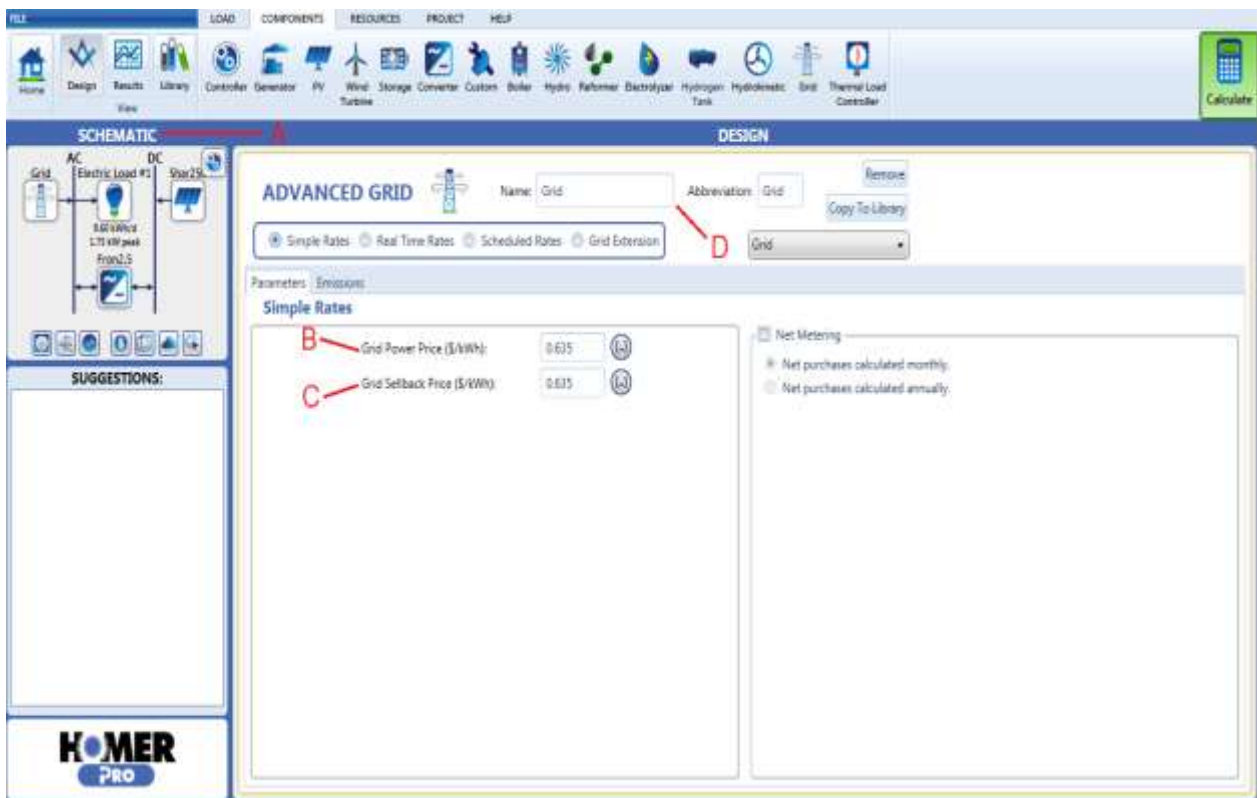 FILE LOAD COMPONENTS RESOURCES PROJECT HELP
Home Design Results Library Controller Generator PV Wind Turbine Storage Converter Custom Boiler Hydro Reformer Electrolyzer Hydrogen Tank Hydrokinetic Grid Thermal Load Controller Calculate
View
SCHEMATIC A DESIGN
AC DC
Grid Electric Load #1
1.75 kW peak
Fron2.5
SUGGESTIONS:
HOMER
PRO
ADVANCED GRID Name: Grid Abbreviation: Grid
Remove
Copy To Library
D
Simple Rates Real Time Rates Scheduled Rates Grid Extension
Grid
Parameters Emissions
Simple Rates
B Grid Power Price ($/kWh): 0.635
C Grid Sellback Price ($/kWh): 0.635
Net Metering
Net purchases calculated monthly.
Net purchases calculated annually.